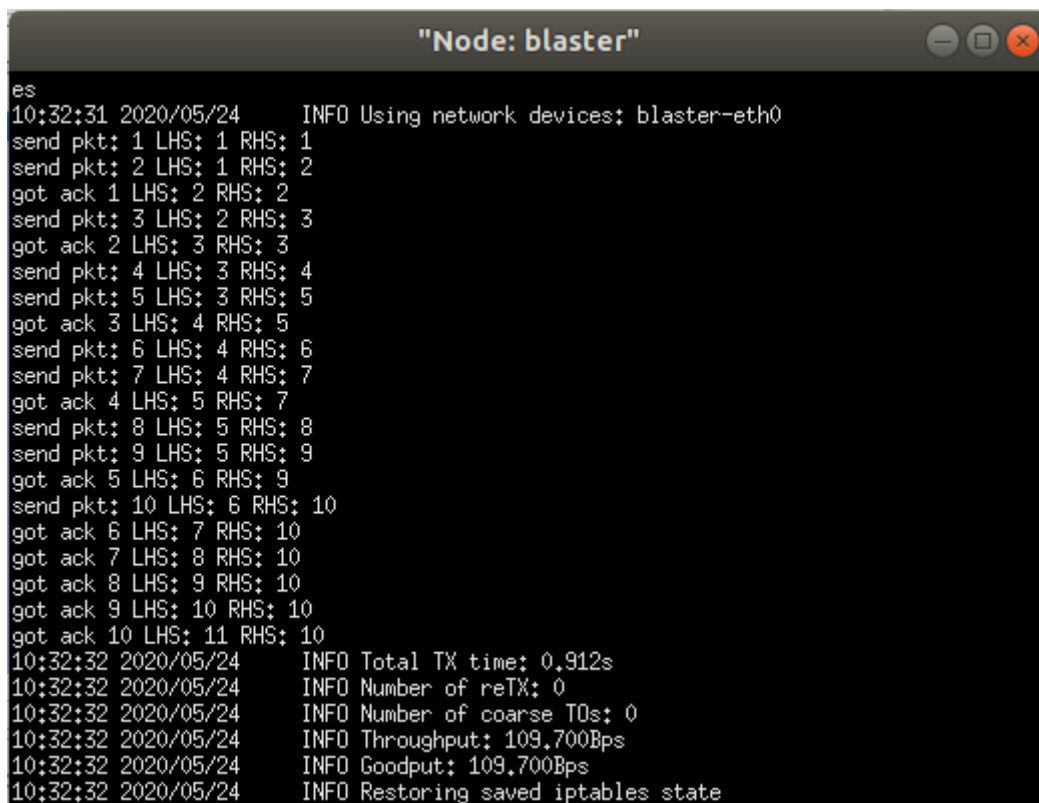 "Node: blaster"
es
10:32:31 2020/05/24 INFO Using network devices: blaster-eth0
send pkt: 1 LHS: 1 RHS: 1
send pkt: 2 LHS: 1 RHS: 2
got ack 1 LHS: 2 RHS: 2
send pkt: 3 LHS: 2 RHS: 3
got ack 2 LHS: 3 RHS: 3
send pkt: 4 LHS: 3 RHS: 4
send pkt: 5 LHS: 3 RHS: 5
got ack 3 LHS: 4 RHS: 5
send pkt: 6 LHS: 4 RHS: 6
send pkt: 7 LHS: 4 RHS: 7
got ack 4 LHS: 5 RHS: 7
send pkt: 8 LHS: 5 RHS: 8
send pkt: 9 LHS: 5 RHS: 9
got ack 5 LHS: 6 RHS: 9
send pkt: 10 LHS: 6 RHS: 10
got ack 6 LHS: 7 RHS: 10
got ack 7 LHS: 8 RHS: 10
got ack 8 LHS: 9 RHS: 10
got ack 9 LHS: 10 RHS: 10
got ack 10 LHS: 11 RHS: 10
10:32:32 2020/05/24 INFO Total TX time: 0.912s
10:32:32 2020/05/24 INFO Number of reTX: 0
10:32:32 2020/05/24 INFO Number of coarse TOs: 0
10:32:32 2020/05/24 INFO Throughput: 109.700Bps
10:32:32 2020/05/24 INFO Goodput: 109.700Bps
10:32:32 2020/05/24 INFO Restoring saved iptables state